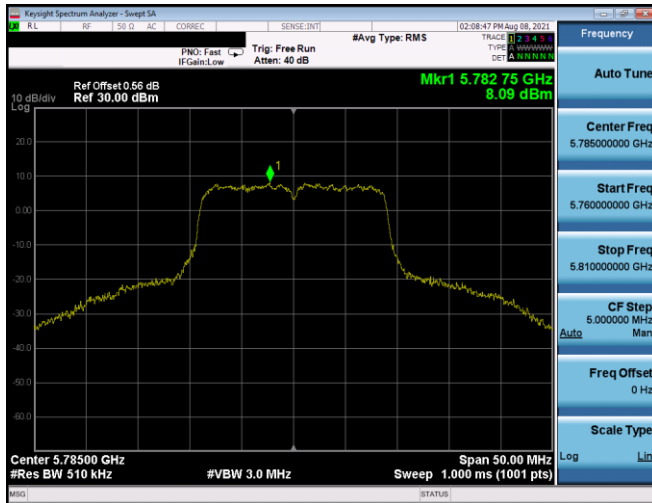 Keysight Spectrum Analyzer - Swept SA
RL RF 50 Ω AC CORREC SENSE:INT 02:08:47 PM Aug 08, 2021
#Avg Type: RMS
TRACE 1 2 3 4 5 6
PNO: Fast Trig: Free Run TYPE A WWWWW
IFGain:Low Atten: 40 dB DET A N N N N N
Ref Offset 0.56 dB Mkr1 5.782 75 GHz
10 dB/div Ref 30.00 dBm 8.09 dBm
Log
20.0
1
10.0
0.00
-10.0
-20.0
-30.0
-40.0
-50.0
-60.0
Center 5.78500 GHz Span 50.00 MHz
#Res BW 510 kHz #VBW 3.0 MHz Sweep 1.000 ms (1001 pts)
MSG STATUS
Frequency
Auto Tune
Center Freq
5.785000000 GHz
Start Freq
5.760000000 GHz
Stop Freq
5.810000000 GHz
CF Step
5.000000 MHz
Auto Man
Freq Offset
0 Hz
Scale Type
Log Lin